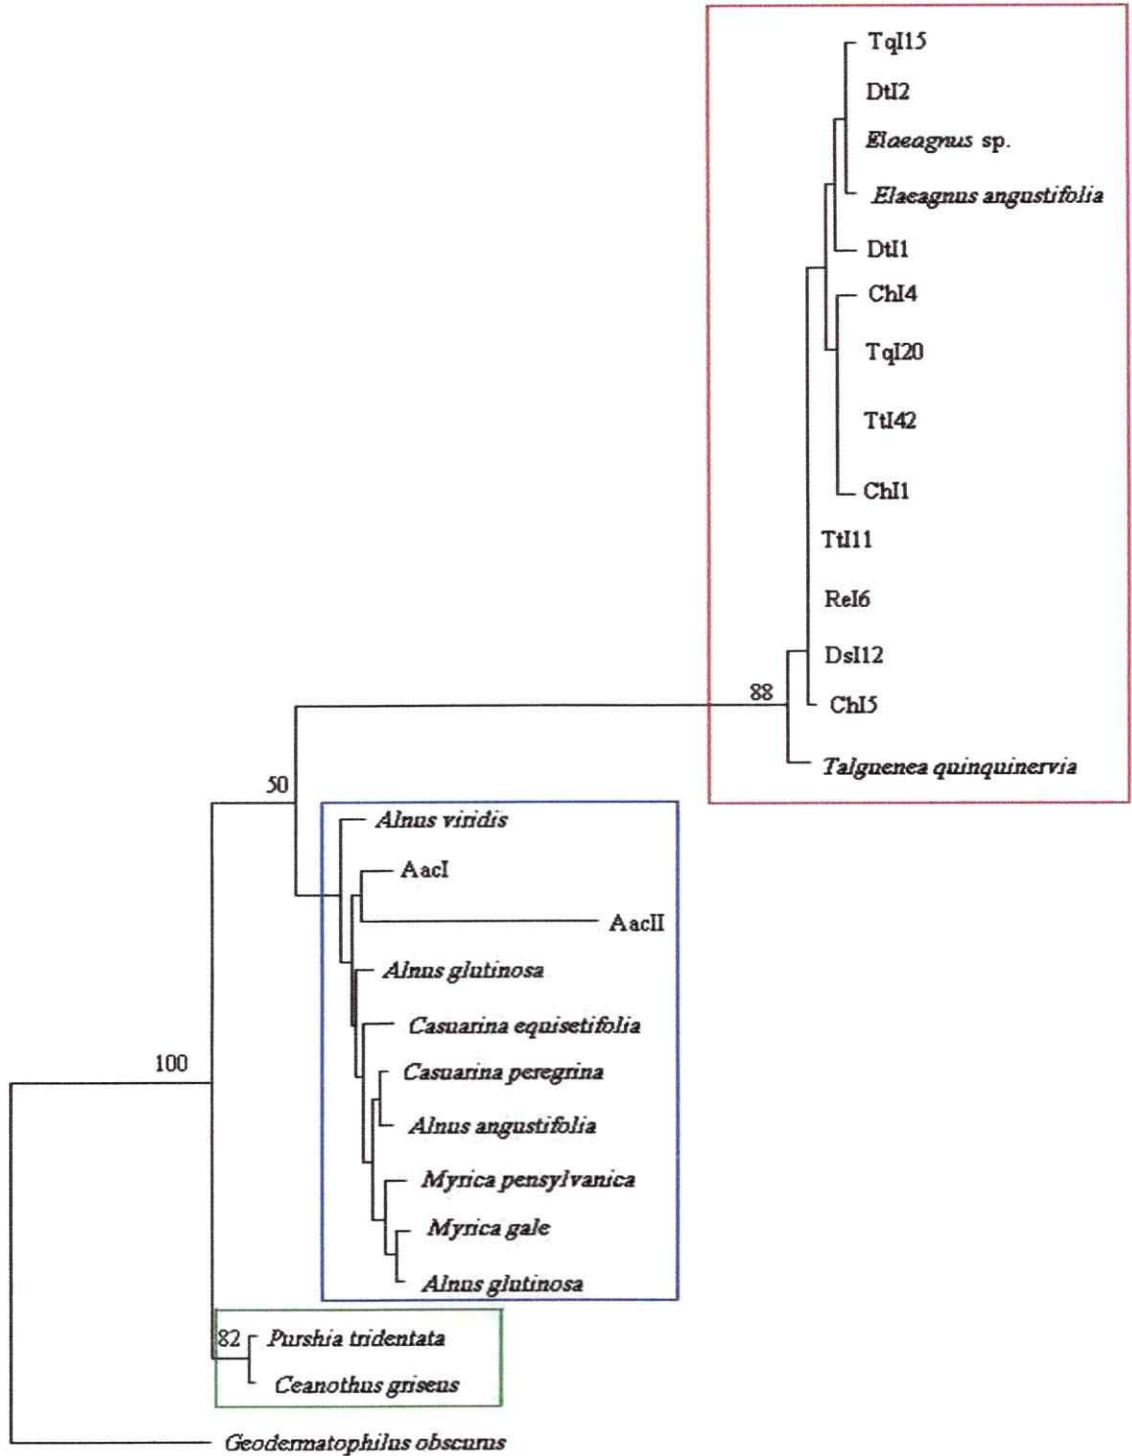 TqI15
DtI2
Elaeagnus sp.
Elaeagnus angustifolia
DtI1
ChI4
TqI20
TtI42
ChI1
TtI11
ReI6
DsI12
88
ChI5
Talguenea quinquinervia
50
Alnus viridis
AacI
AacII
Alnus glutinosa
Casuarina equisetifolia
100
Casuarina peregrina
Alnus angustifolia
Myrica pensylvanica
Myrica gale
Alnus glutinosa
82
Purshia tridentata
Ceanothus griseus
Geodermatophilus obscurus